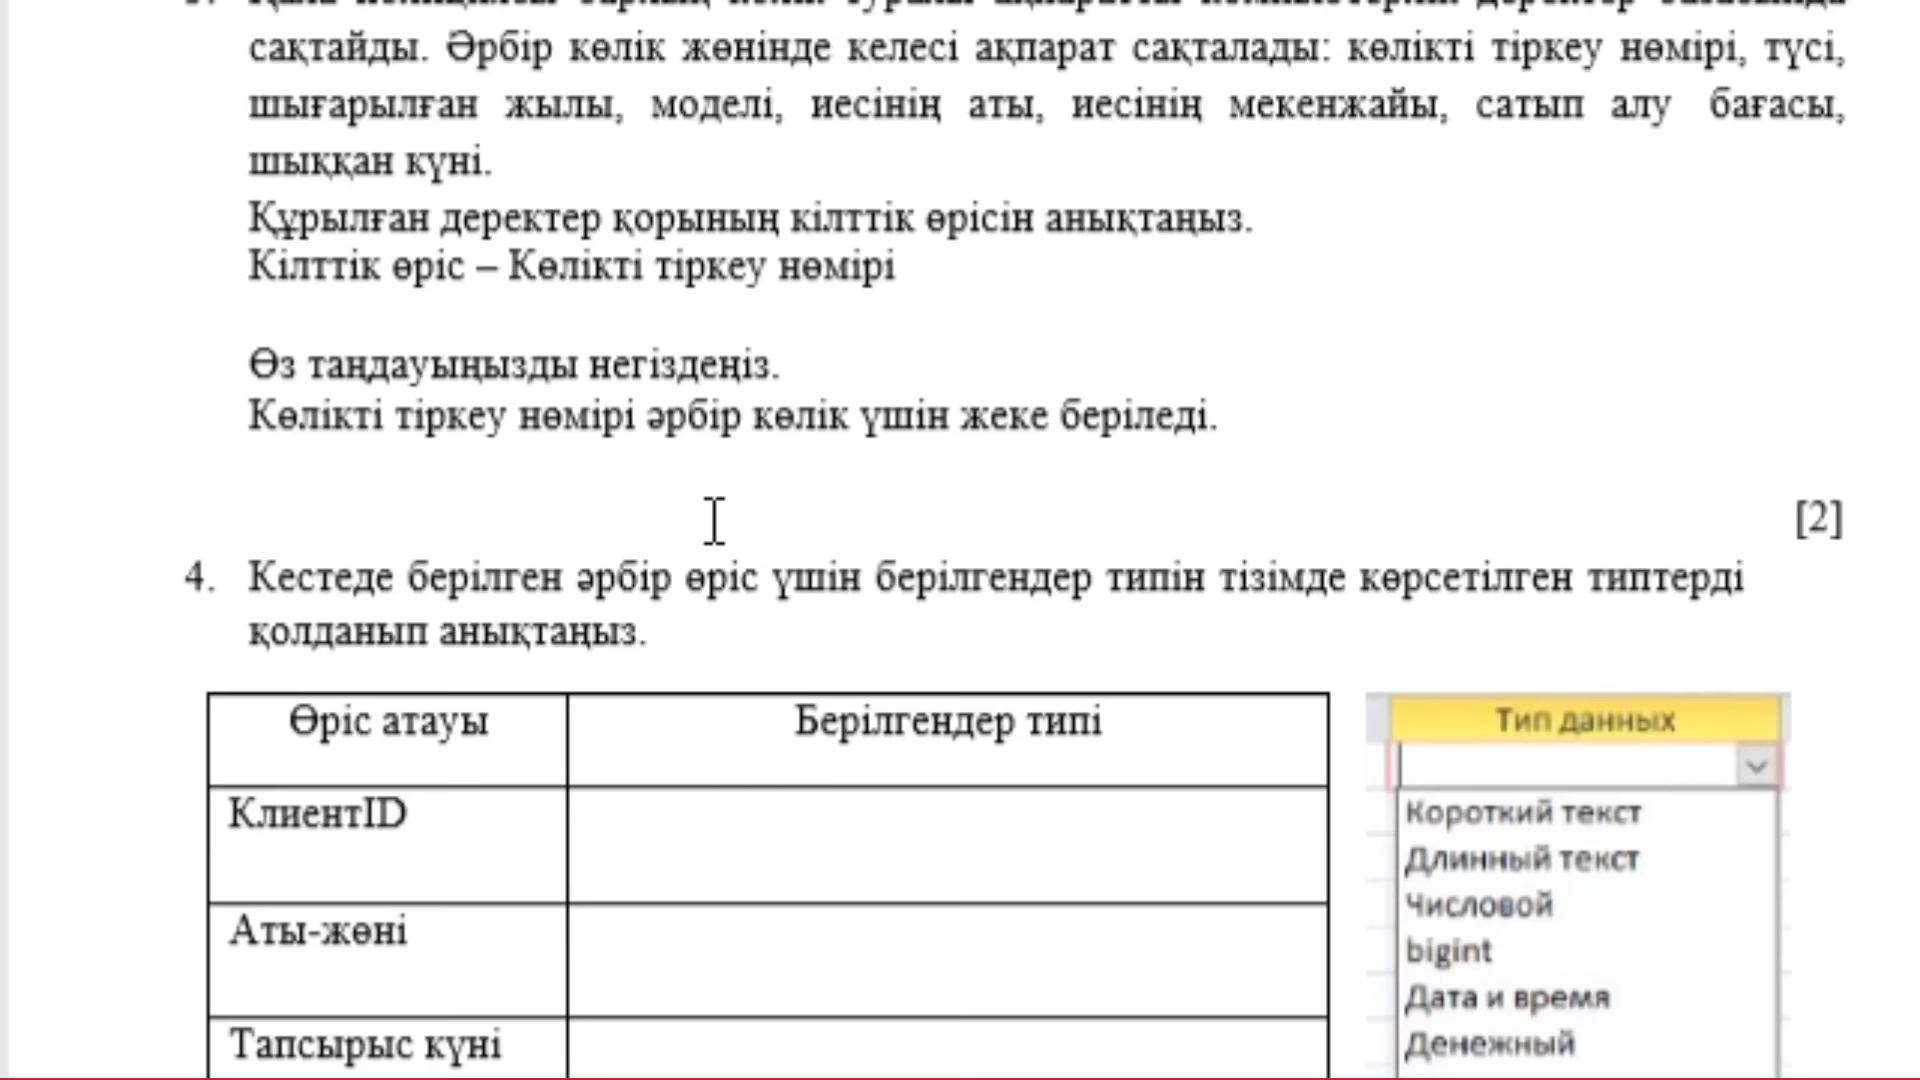 сақтайды. Әрбір көлік жөнінде келесі ақпарат сақталады: көлікті тіркеу нөмірі, түсі,
шығарылған жылы, моделі, иесінің аты, иесінің мекенжайы, сатып алу бағасы,
шыққан күні.
Құрылған деректер қорының кілттік өрісін анықтаңыз.
Кілттік өріс – Көлікті тіркеу нөмірі
Өз таңдауыңызды негіздеңіз.
Көлікті тіркеу нөмірі әрбір көлік үшін жеке беріледі.
[2]
4. Кестеде берілген әрбір өріс үшін берілгендер типін тізімде көрсетілген типтерді
қолданып анықтаңыз.
Өріс атауы Берілгендер типі
КлиентID
Аты-жөні
Тапсырыс күні
Тип данных
Короткий текст
Длинный текст
Числовой
bigint
Дата и время
Денежный